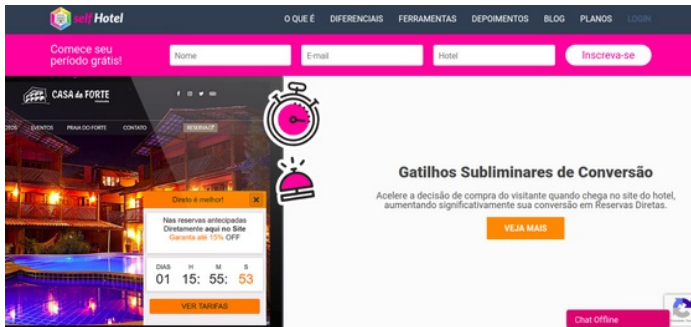 self Hotel
O QUE É DIFERENCIAIS FERRAMENTAS DEPOIMENTOS BLOG PLANOS LOGIN
Comece seu
período grátis!
Nome
E-mail
Hotel
Inscreva-se
CASA do FORTE
EVENTOS PRAIA DO FORTE CONTATO RESERVAR
Direto é melhor! X
Nas reservas antecipadas
Diretamente aqui no Site
Garanta até 15% OFF
DIAS H M S
01 15: 55: 53
VER TARIFAS
Gatilhos Subliminares de Conversão
Acelere a decisão de compra do visitante quando chega no site do hotel,
aumentando significativamente sua conversão em Reservas Diretas.
VEJA MAIS
Chat Offline